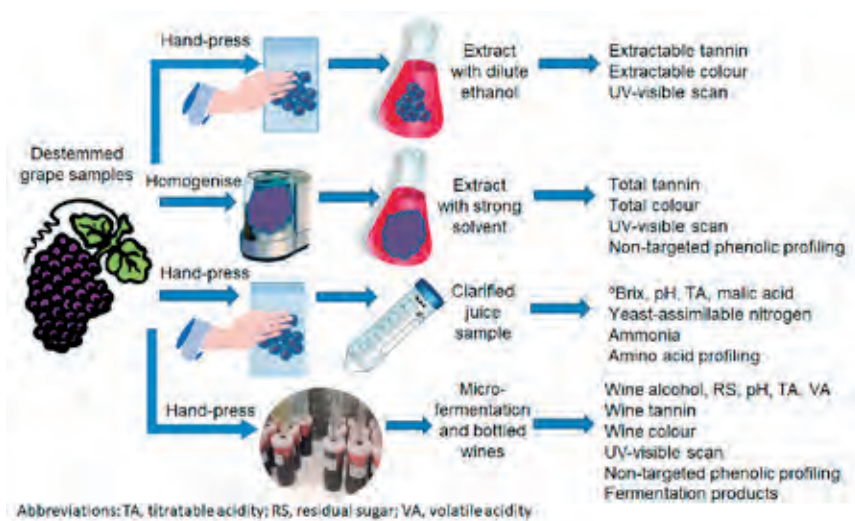 Hand-press
Extract
with dilute
ethanol
Extractable tannin
Extractable colour
UV-visible scan
Destemmed
grape samples
Homogenise
Extract
with strong
solvent
Total tannin
Total colour
UV-visible scan
Non-targeted phenolic profiling
Hand-press
Clarified
juice
sample
ºBrix, pH, TA, malic acid
Yeast-assimilable nitrogen
Ammonia
Amino acid profiling
Hand-press
Micro-
fermentation
and bottled
wines
Wine alcohol, RS, pH, TA, VA
Wine tannin
Wine colour
UV-visible scan
Non-targeted phenolic profiling
Fermentation products
Abbreviations: TA, titratable acidity; RS, residual sugar; VA, volatile acidity